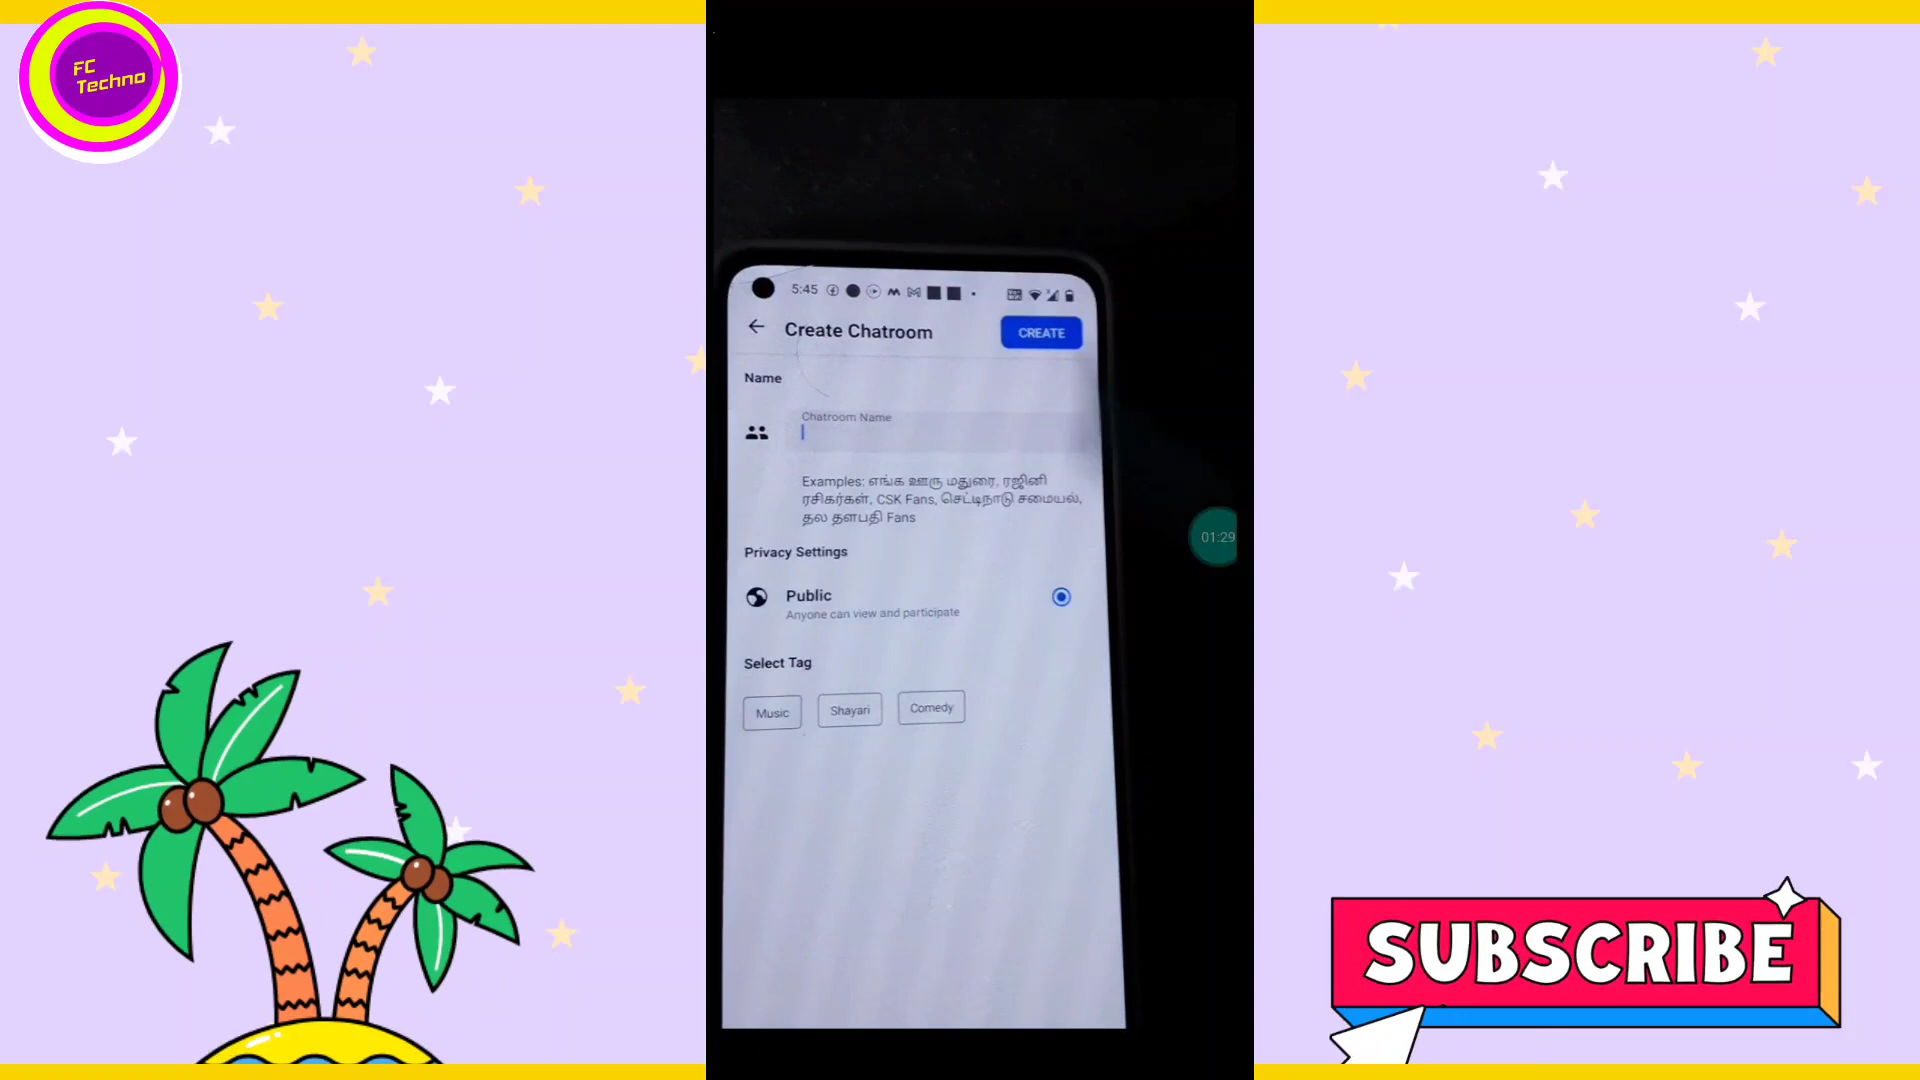 FC
Techno
5:45
Create Chatroom
CREATE
Name
Chatroom Name
Examples: எங்க ஊரு மதுரை, ரஜினி
ரசிகர்கள், CSK Fans, செட்டிநாடு சமையல்,
தல தளபதி Fans
Privacy Settings
Public
Anyone can view and participate
Select Tag
Music
Shayari
Comedy
01:29
SUBSCRIBE